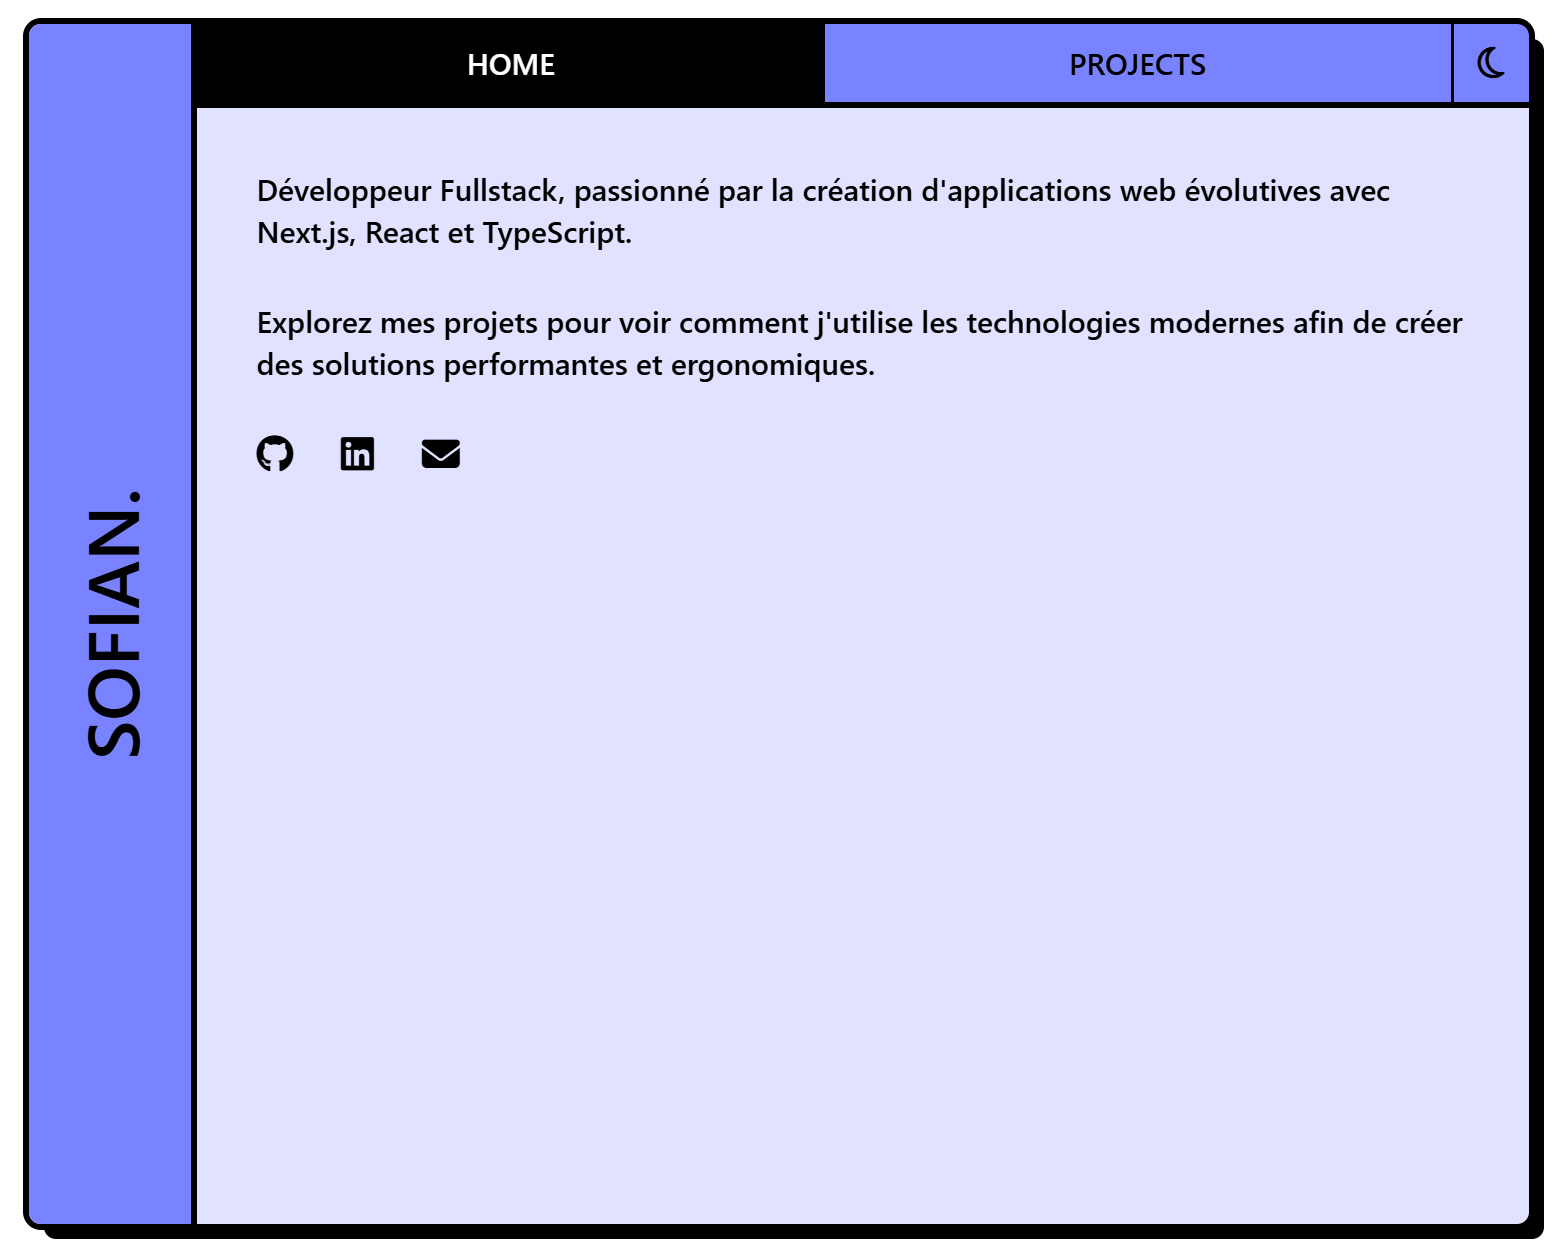 HOME
PROJECTS
SOFIAN.
Développeur Fullstack, passionné par la création d'applications web évolutives avec
Next.js, React et TypeScript.
Explorez mes projets pour voir comment j'utilise les technologies modernes afin de créer
des solutions performantes et ergonomiques.
in